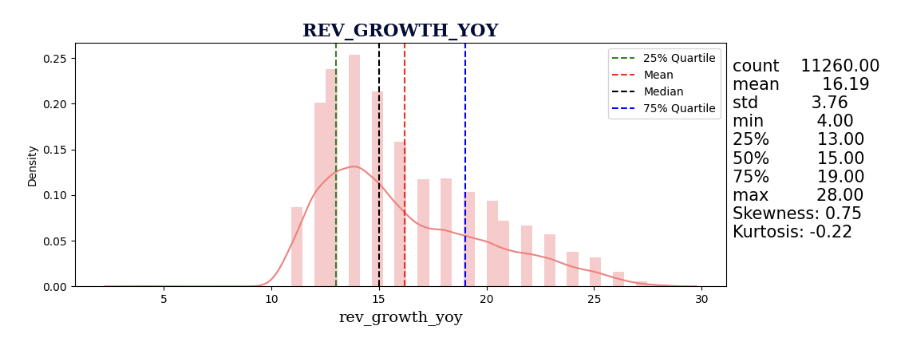 REV_GROWTH_YOY
0.25
0.20
0.15
0.10
0.05
0.00
Density
5
10
15
20
25
30
rev_growth_yoy
25% Quartile
Mean
Median
75% Quartile
count 11260.00
mean 16.19
std 3.76
min 4.00
25% 13.00
50% 15.00
75% 19.00
max 28.00
Skewness: 0.75
Kurtosis: -0.22